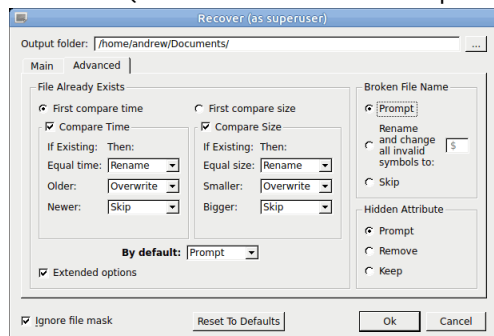 Recover (as superuser)
Output folder: /home/andrew/Documents/ ...
Main Advanced
File Already Exists
First compare time First compare size
Compare Time Compare Size
If Existing: Then: If Existing: Then:
Equal time: Rename Equal size: Rename
Older: Overwrite Smaller: Overwrite
Newer: Skip Bigger: Skip
By default: Prompt
Extended options
Broken File Name
Prompt
Rename
and change
all invalid $
symbols to:
Skip
Hidden Attribute
Prompt
Remove
Keep
Ignore file mask Reset To Defaults Ok Cancel